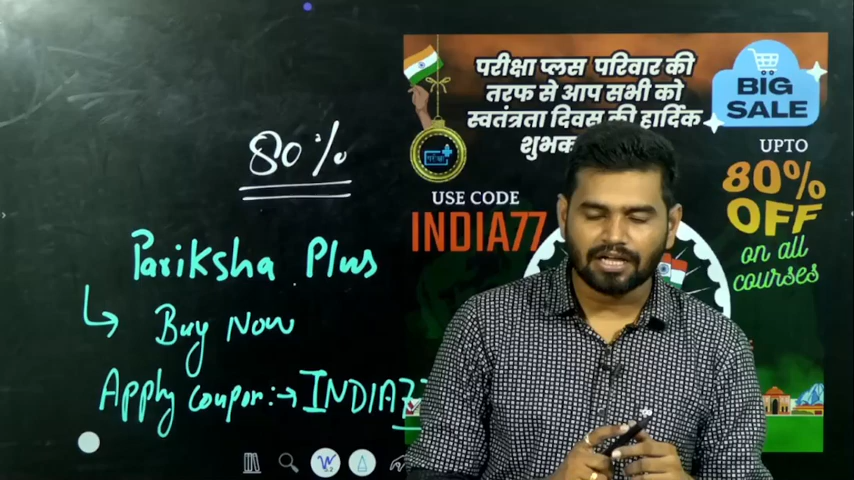 80%
Pariksha Plus
Buy Now
Apply coupon:→ INDIA77
परीक्षा प्लस परिवार की
तरफ से आप सभी को
स्वतंत्रता दिवस की हार्दिक
USE CODE
INDIA77
BIG
SALE
UPTO
80%
OFF
on all
courses